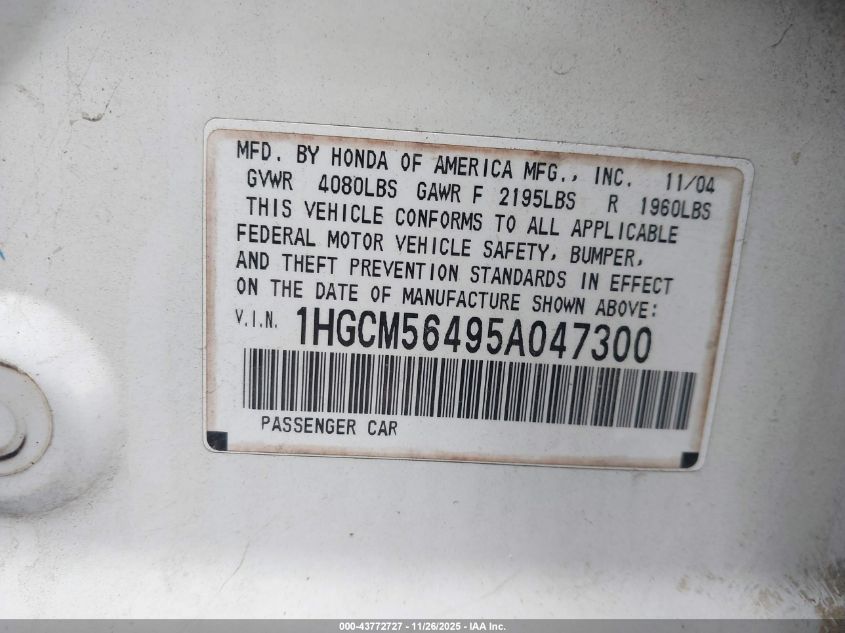 MFD. BY HONDA OF AMERICA MFG., INC. 11/04
GVWR 4080LBS GAWR F 2195LBS R 1960LBS
THIS VEHICLE CONFORMS TO ALL APPLICABLE
FEDERAL MOTOR VEHICLE SAFETY, BUMPER,
AND THEFT PREVENTION STANDARDS IN EFFECT
ON THE DATE OF MANUFACTURE SHOWN ABOVE:
V.I.N. 1HGCM56495A047300
PASSENGER CAR
000-43772727 - 11/26/2025 - IAA Inc.